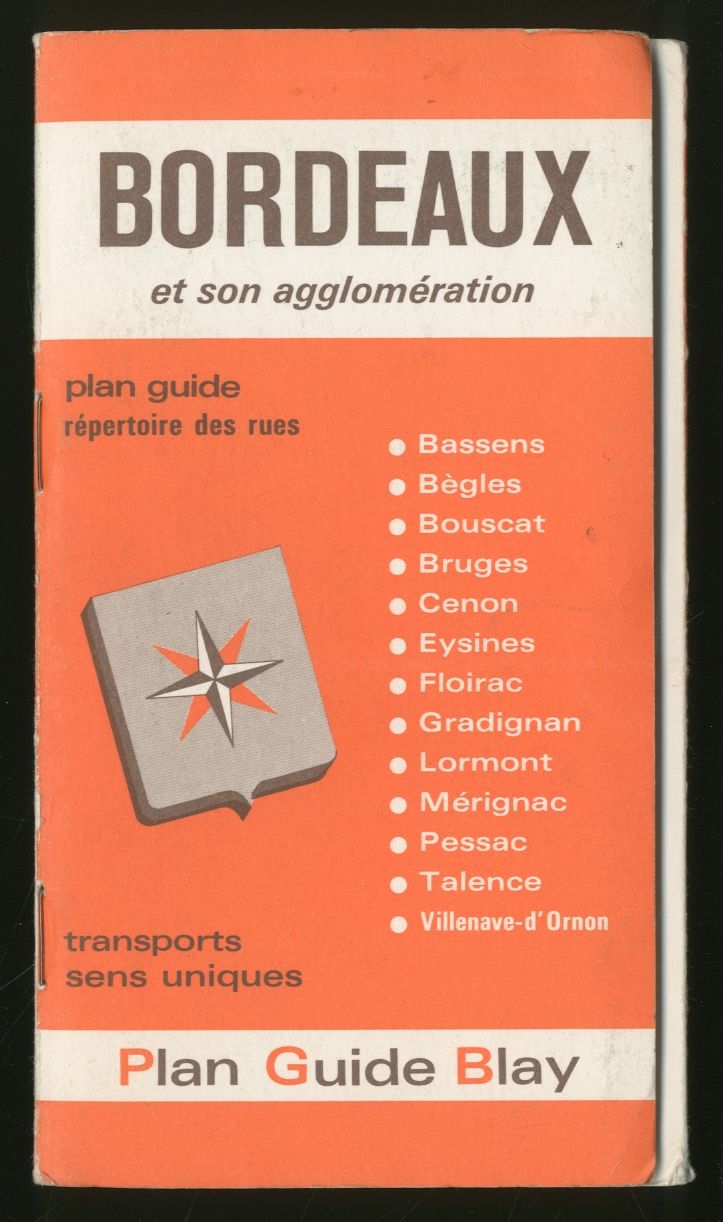 BORDEAUX
et son agglomération
plan guide
répertoire des rues
● Bassens
● Bègles
● Bouscat
● Bruges
● Cenon
● Eysines
● Floirac
● Gradignan
● Lormont
● Mérignac
● Pessac
● Talence
● Villenave-d'Ornon
transports
sens uniques
Plan Guide Blay